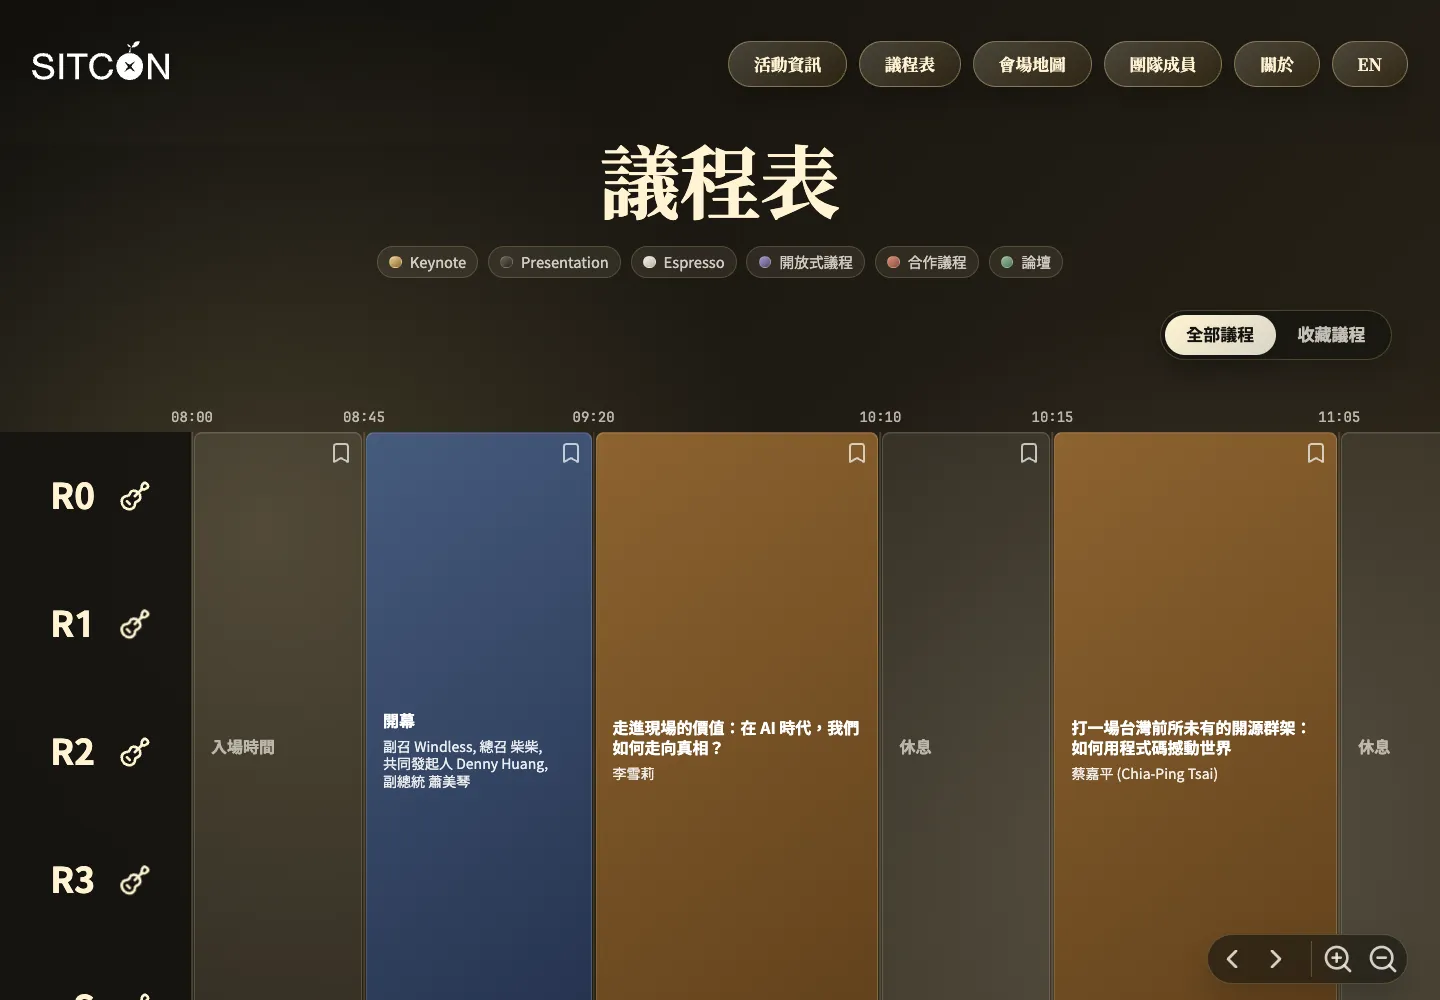 SITCON
活動資訊
議程表
會場地圖
團隊成員
關於
EN
議程表
Keynote
Presentation
Espresso
開放式議程
合作議程
論壇
全部議程
收藏議程
08:00
08:45
09:20
10:10
10:15
11:05
R0
R1
R2
R3
入場時間
開幕
副召 Windless, 總召 柴柴,
共同發起人 Denny Huang,
副總統 蕭美琴
走進現場的價值：在 AI 時代，我們
如何走向真相？
李雪莉
休息
打一場台灣前所未有的開源群架：
如何用程式碼撼動世界
蔡嘉平 (Chia-Ping Tsai)
休息